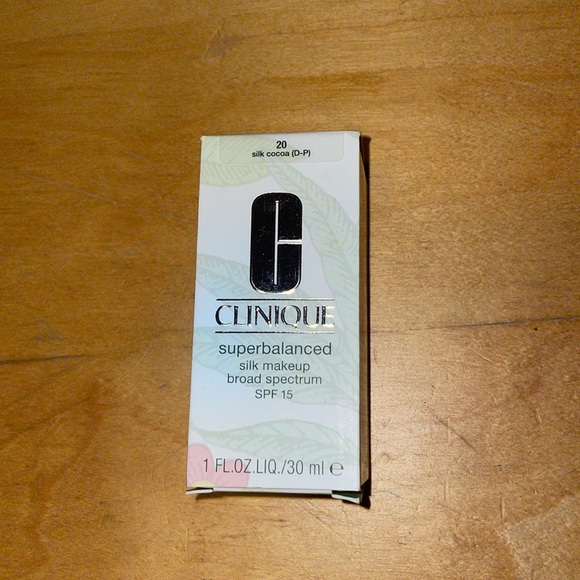 20
silk cocoa (D-P)
C
CLINIQUE
superbalanced
silk makeup
broad spectrum
SPF 15
1 FL.OZ.LIQ./30 ml ℮